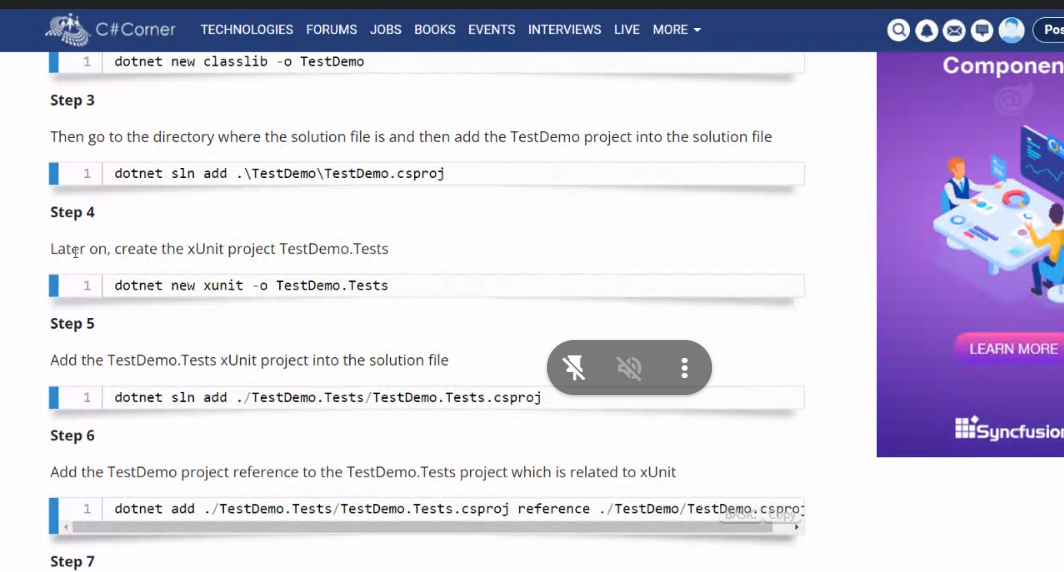 C#Corner TECHNOLOGIES FORUMS JOBS BOOKS EVENTS INTERVIEWS LIVE MORE
1 dotnet new classlib -o TestDemo
Step 3
Then go to the directory where the solution file is and then add the TestDemo project into the solution file
1 dotnet sln add .\TestDemo\TestDemo.csproj
Step 4
Later on, create the xUnit project TestDemo.Tests
1 dotnet new xunit -o TestDemo.Tests
Step 5
Add the TestDemo.Tests xUnit project into the solution file
1 dotnet sln add ./TestDemo.Tests/TestDemo.Tests.csproj
Step 6
Add the TestDemo project reference to the TestDemo.Tests project which is related to xUnit
1 dotnet add ./TestDemo.Tests/TestDemo.Tests.csproj reference ./TestDemo/TestDemo.csproj
BASIC Copy
Step 7
Componen
LEARN MORE
Syncfusion